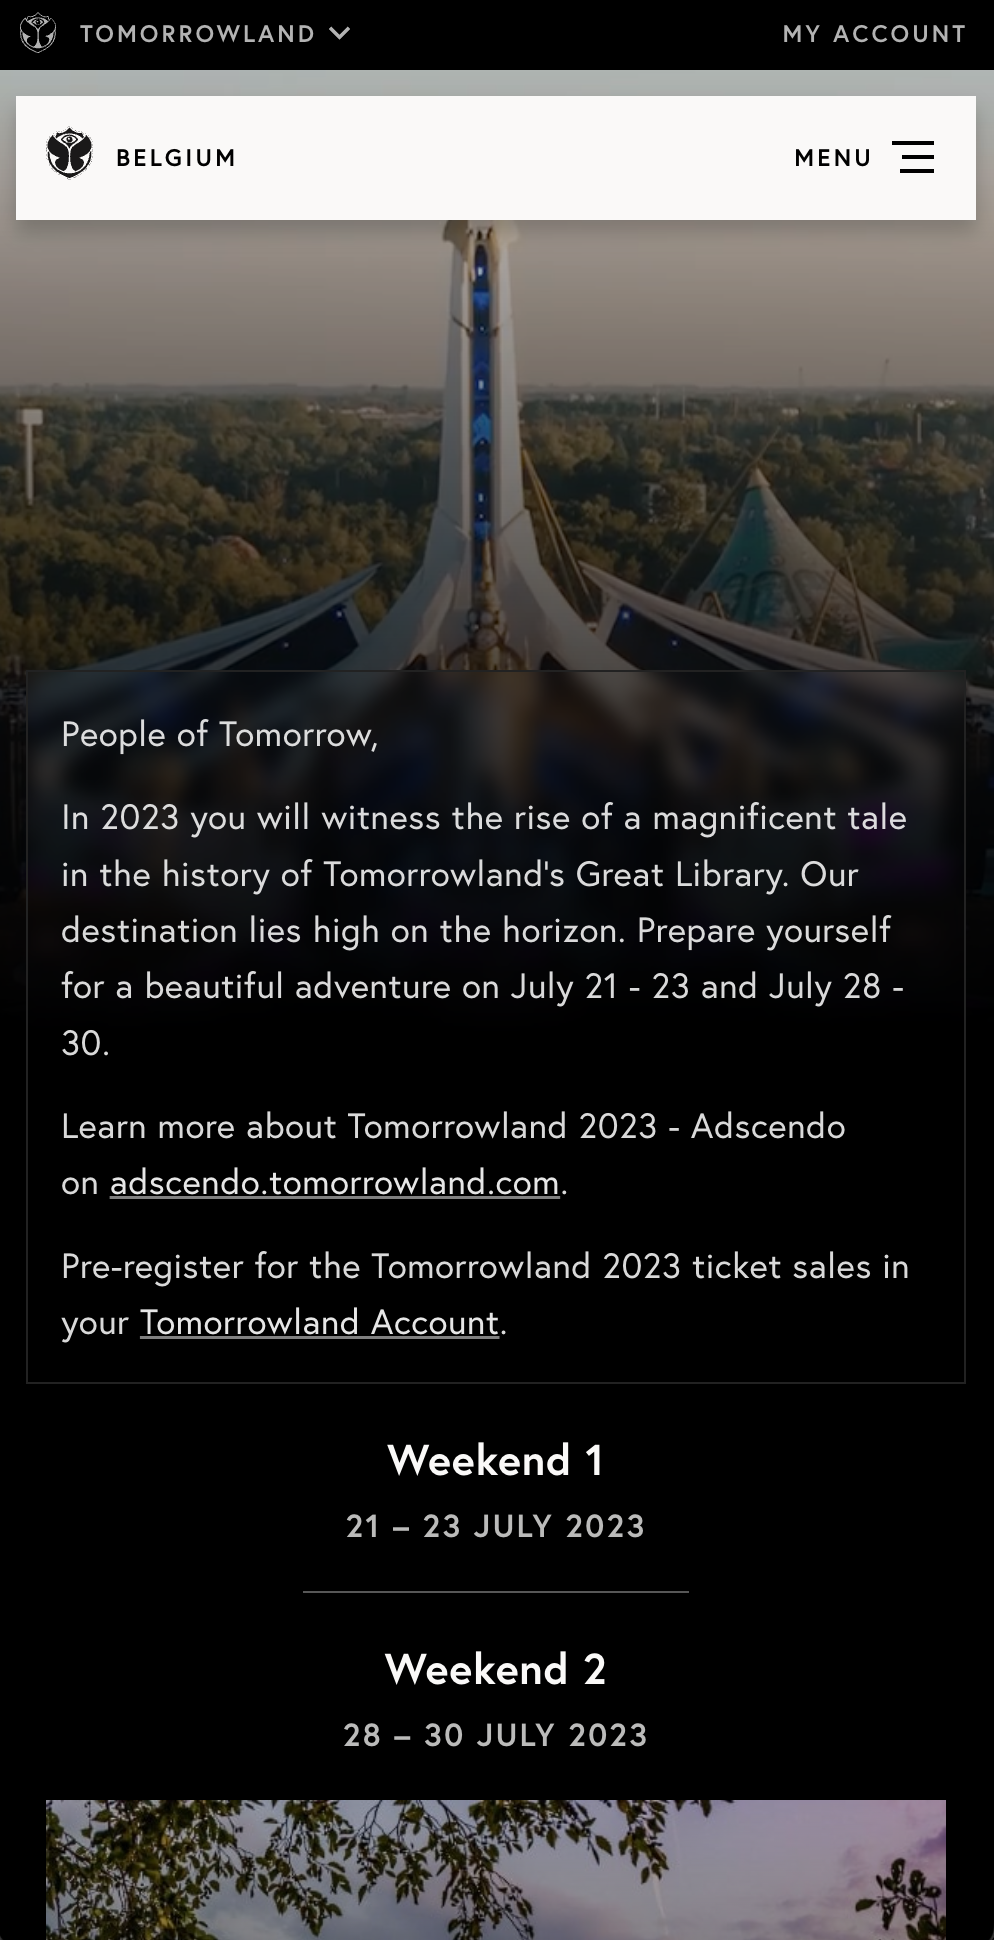 TOMORROWLAND
MY ACCOUNT
BELGIUM
MENU
People of Tomorrow,
In 2023 you will witness the rise of a magnificent tale
in the history of Tomorrowland's Great Library. Our
destination lies high on the horizon. Prepare yourself
for a beautiful adventure on July 21 - 23 and July 28 -
30.
Learn more about Tomorrowland 2023 - Adscendo
on adscendo.tomorrowland.com.
Pre-register for the Tomorrowland 2023 ticket sales in
your Tomorrowland Account.
Weekend 1
21 – 23 JULY 2023
Weekend 2
28 – 30 JULY 2023